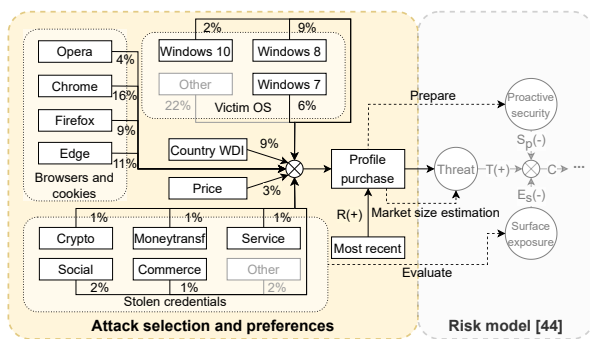 2%
9%
Opera
4%
Windows 10
Windows 8
Chrome
16%
Other
Windows 7
22%
Victim OS
6%
Prepare
Proactive
security
Firefox
9%
Edge
11%
Country WDI
9%
Sp(-)
Browsers and
cookies
Price
3%
Profile
purchase
Threat
T(+)
C
...
R(+)
Market size estimation
Es(-)
1%
1%
1%
Crypto
Moneytransf
Service
Most recent
Surface
exposure
Social
Commerce
Other
Evaluate
2%
1%
2%
Stolen credentials
Attack selection and preferences
Risk model [44]